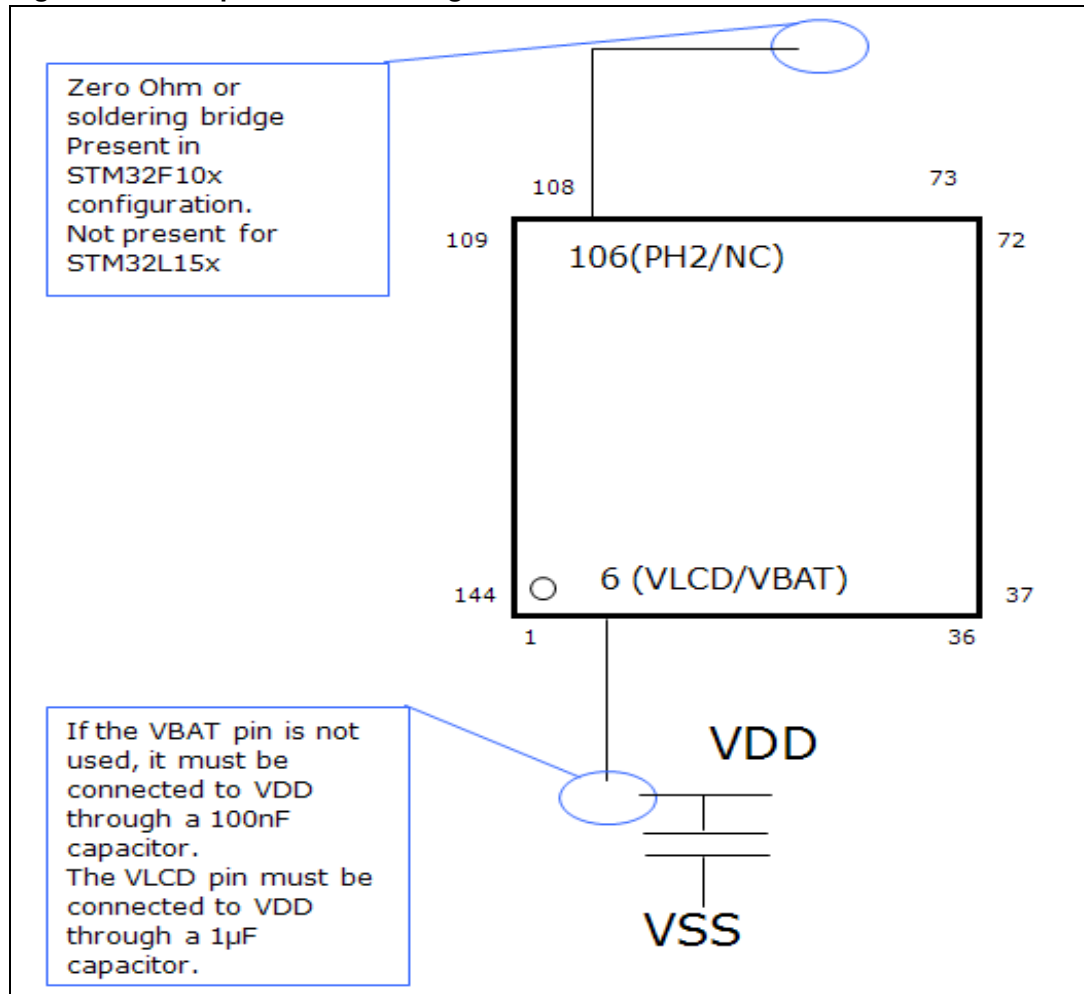 Zero Ohm or
soldering bridge
Present in
STM32F10x
configuration.
Not present for
STM32L15x
108
73
109
72
106(PH2/NC)
6 (VLCD/VBAT)
144
37
1
36
If the VBAT pin is not
used, it must be
connected to VDD
through a 100nF
capacitor.
The VLCD pin must be
connected to VDD
through a 1µF
capacitor.
VDD
VSS